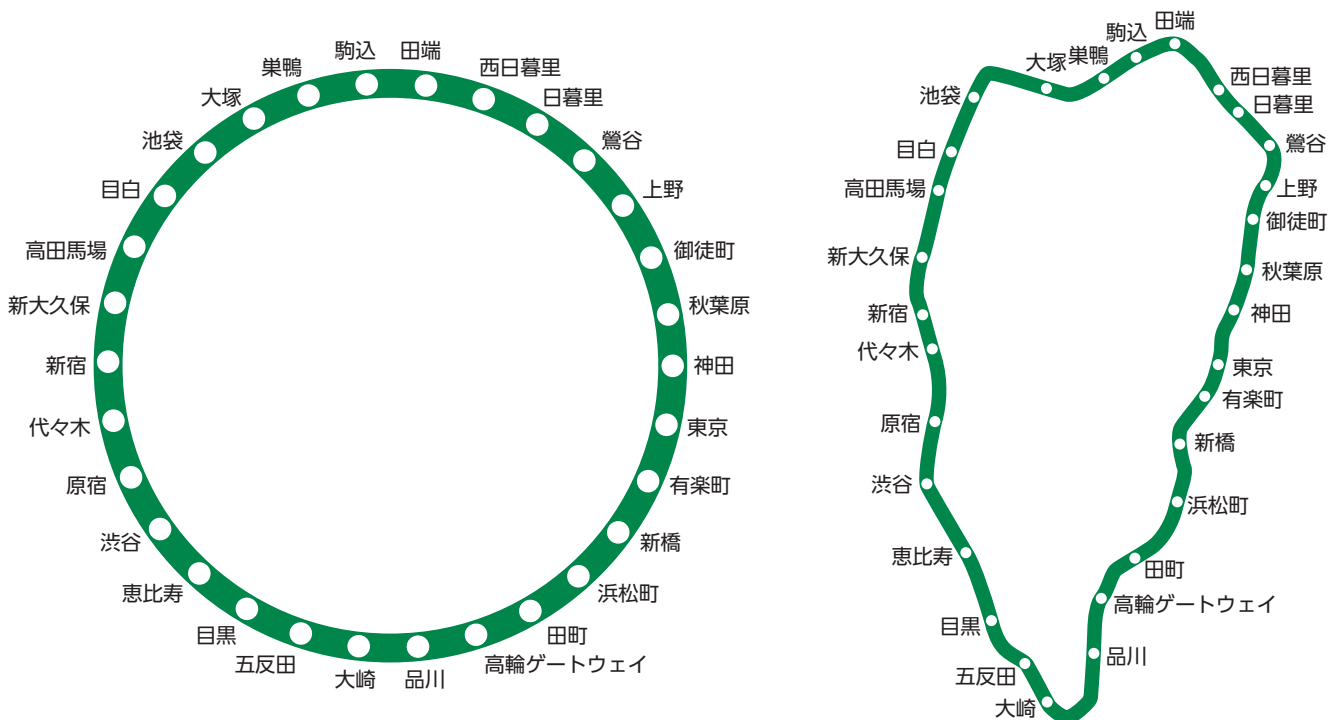 駒込
田端
西日暮里
日暮里
鶯谷
上野
御徒町
秋葉原
神田
東京
有楽町
新橋
浜松町
田町
高輪ゲートウェイ
品川
大崎
五反田
目黒
恵比寿
渋谷
原宿
代々木
新宿
新大久保
高田馬場
目白
池袋
大塚
巣鴨
駒込
田端
西日暮里
日暮里
鶯谷
上野
御徒町
秋葉原
神田
東京
有楽町
新橋
浜松町
田町
高輪ゲートウェイ
品川
大崎
五反田
目黒
恵比寿
渋谷
原宿
代々木
新宿
新大久保
高田馬場
目白
池袋
大塚
巣鴨